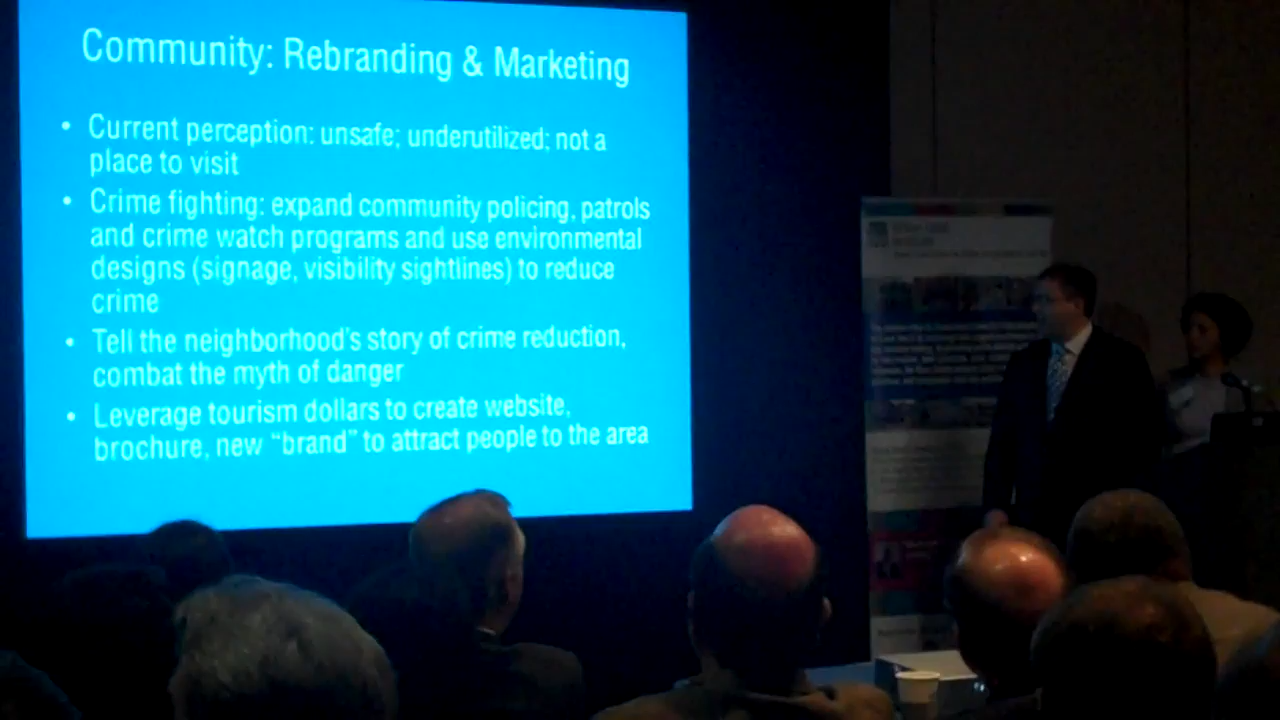 Community: Rebranding & Marketing
• Current perception: unsafe; underutilized; not a
place to visit
• Crime fighting: expand community policing, patrols
and crime watch programs and use environmental
designs (signage, visibility sightlines) to reduce
crime
• Tell the neighborhood's story of crime reduction,
combat the myth of danger
• Leverage tourism dollars to create website,
brochure, new “brand” to attract people to the area